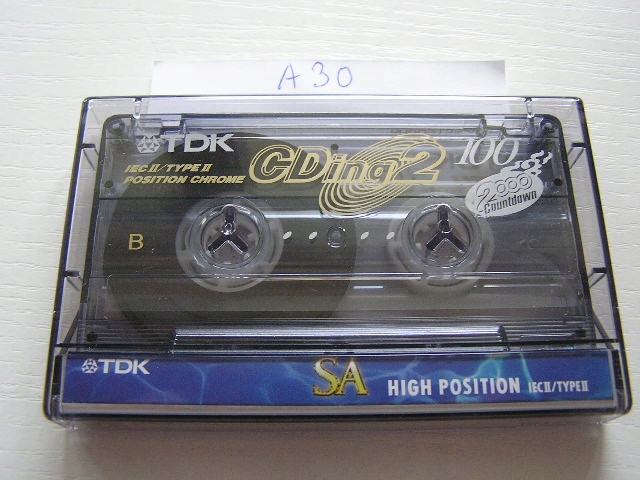 A30
TDK
CDing2 100
IEC II/TYPE II
POSITION CHROME
2000
Countdown
B
TDK SA HIGH POSITION IEC II/TYPE II